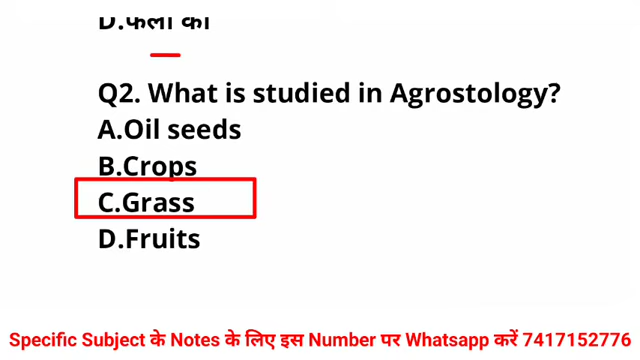 D.फलों का
Q2. What is studied in Agrostology?
A.Oil seeds
B.Crops
C.Grass
D.Fruits
Specific Subject के Notes के लिए इस Number पर Whatsapp करें 7417152776